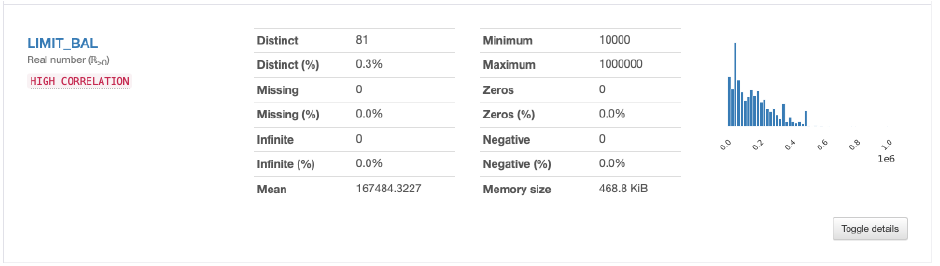 LIMIT_BAL
Real number (ℝ≥0)
HIGH CORRELATION
Distinct 81
Distinct (%) 0.3%
Missing 0
Missing (%) 0.0%
Infinite 0
Infinite (%) 0.0%
Mean 167484.3227
Minimum 10000
Maximum 1000000
Zeros 0
Zeros (%) 0.0%
Negative 0
Negative (%) 0.0%
Memory size 468.8 KiB
0.0 0.2 0.4 0.6 0.8 1.0
1e6
Toggle details